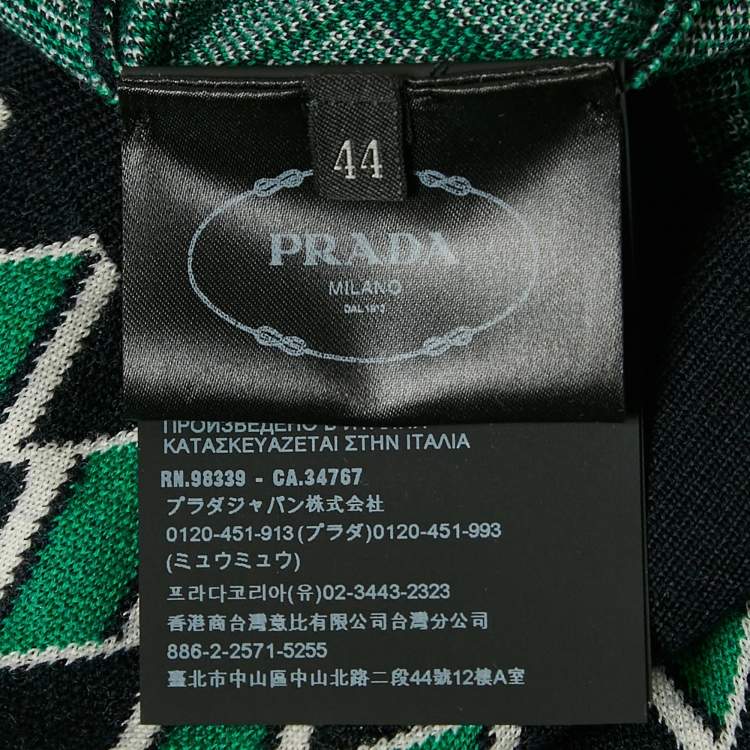 44
PRADA
MILANO
DAL 1913
ПРОИЗВЕДЕНО В ИТАЛИИ
ΚΑΤΑΣΚΕΥΑΖΕΤΑΙ ΣΤΗΝ ΙΤΑΛΙΑ
RN.98339 - CA.34767
プラダジャパン株式会社
0120-451-913 (プラダ) 0120-451-993
(ミュウミュウ)
프라다코리아(유)02-3443-2323
香港商台灣意比有限公司台灣分公司
886-2-2571-5255
臺北市中山區中山北路二段44號12樓A室